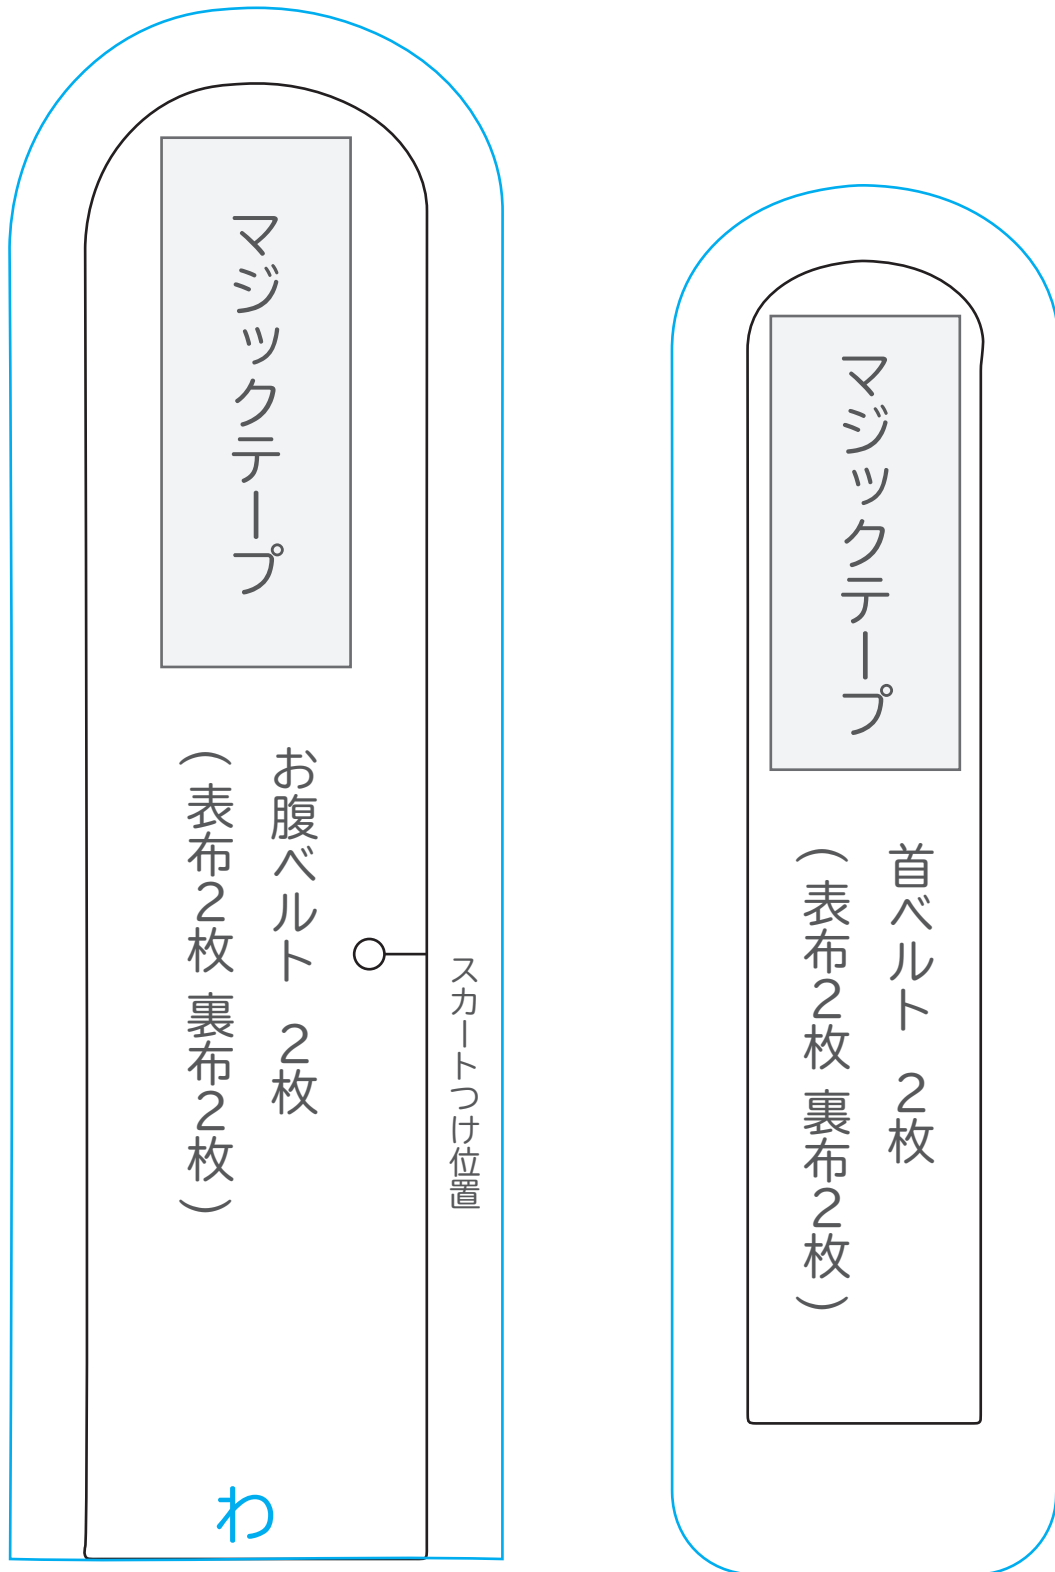 マジックテープ
お腹ベルト 2枚
(表布2枚 裏布2枚)
スカートつけ位置
わ
マジックテープ
首ベルト 2枚
(表布2枚 裏布2枚)